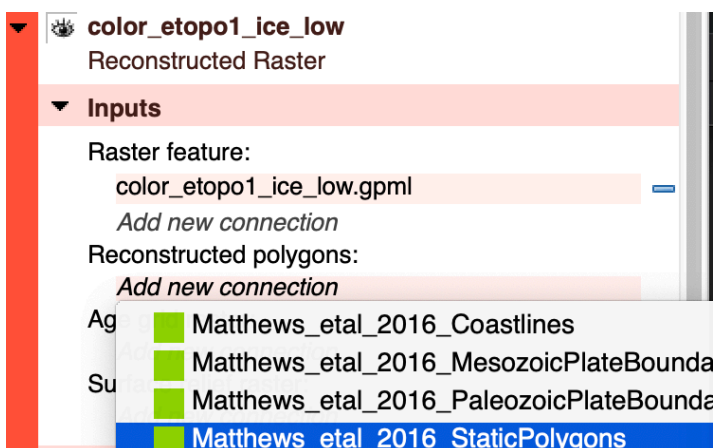 color_etopo1_ice_low
Reconstructed Raster
Inputs
Raster feature:
color_etopo1_ice_low.gpml
Add new connection
Reconstructed polygons:
Add new connection
Matthews_etal_2016_Coastlines
Matthews_etal_2016_MesozoicPlateBounda
Matthews_etal_2016_PaleozoicPlateBounda
Matthews_etal_2016_StaticPolygons